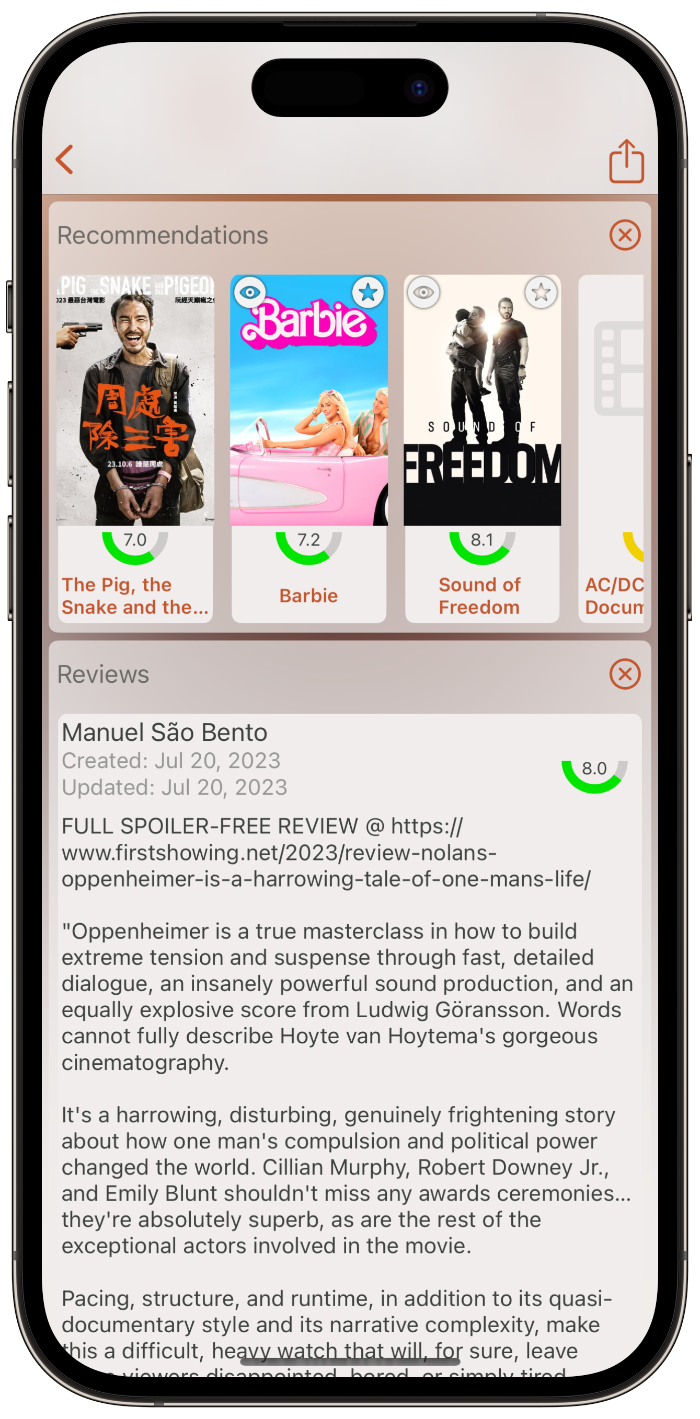 Recommendations
PIG, THE SNAKE AND THE PIGEON
023 最惡台灣電影
周處
除三害
23.10.6
Barbie
SOUND OF
FREEDOM
7.0
7.2
8.1
The Pig, the
Snake and the...
Barbie
Sound of
Freedom
AC/DC
Docum
Reviews
Manuel São Bento
Created: Jul 20, 2023
Updated: Jul 20, 2023
8.0
FULL SPOILER-FREE REVIEW @ https://
www.firstshowing.net/2023/review-nolans-
oppenheimer-is-a-harrowing-tale-of-one-mans-life/
"Oppenheimer is a true masterclass in how to build
extreme tension and suspense through fast, detailed
dialogue, an insanely powerful sound production, and an
equally explosive score from Ludwig Göransson. Words
cannot fully describe Hoyte van Hoytema's gorgeous
cinematography.
It's a harrowing, disturbing, genuinely frightening story
about how one man's compulsion and political power
changed the world. Cillian Murphy, Robert Downey Jr.,
and Emily Blunt shouldn't miss any awards ceremonies...
they're absolutely superb, as are the rest of the
exceptional actors involved in the movie.
Pacing, structure, and runtime, in addition to its quasi-
documentary style and its narrative complexity, make
this a difficult, heavy watch that will, for sure, leave
viewers disappointed, bored, or simply tired